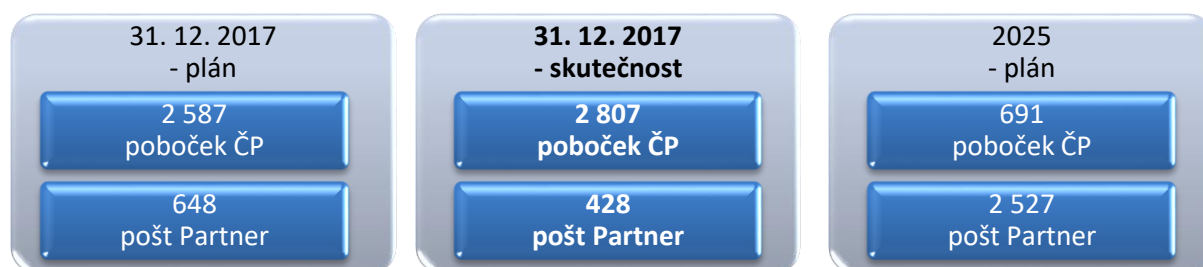 31. 12. 2017
- plán
2 587
poboček ČP
648
pošt Partner
31. 12. 2017
- skutečnost
2 807
poboček ČP
428
pošt Partner
2025
- plán
691
poboček ČP
2 527
pošt Partner